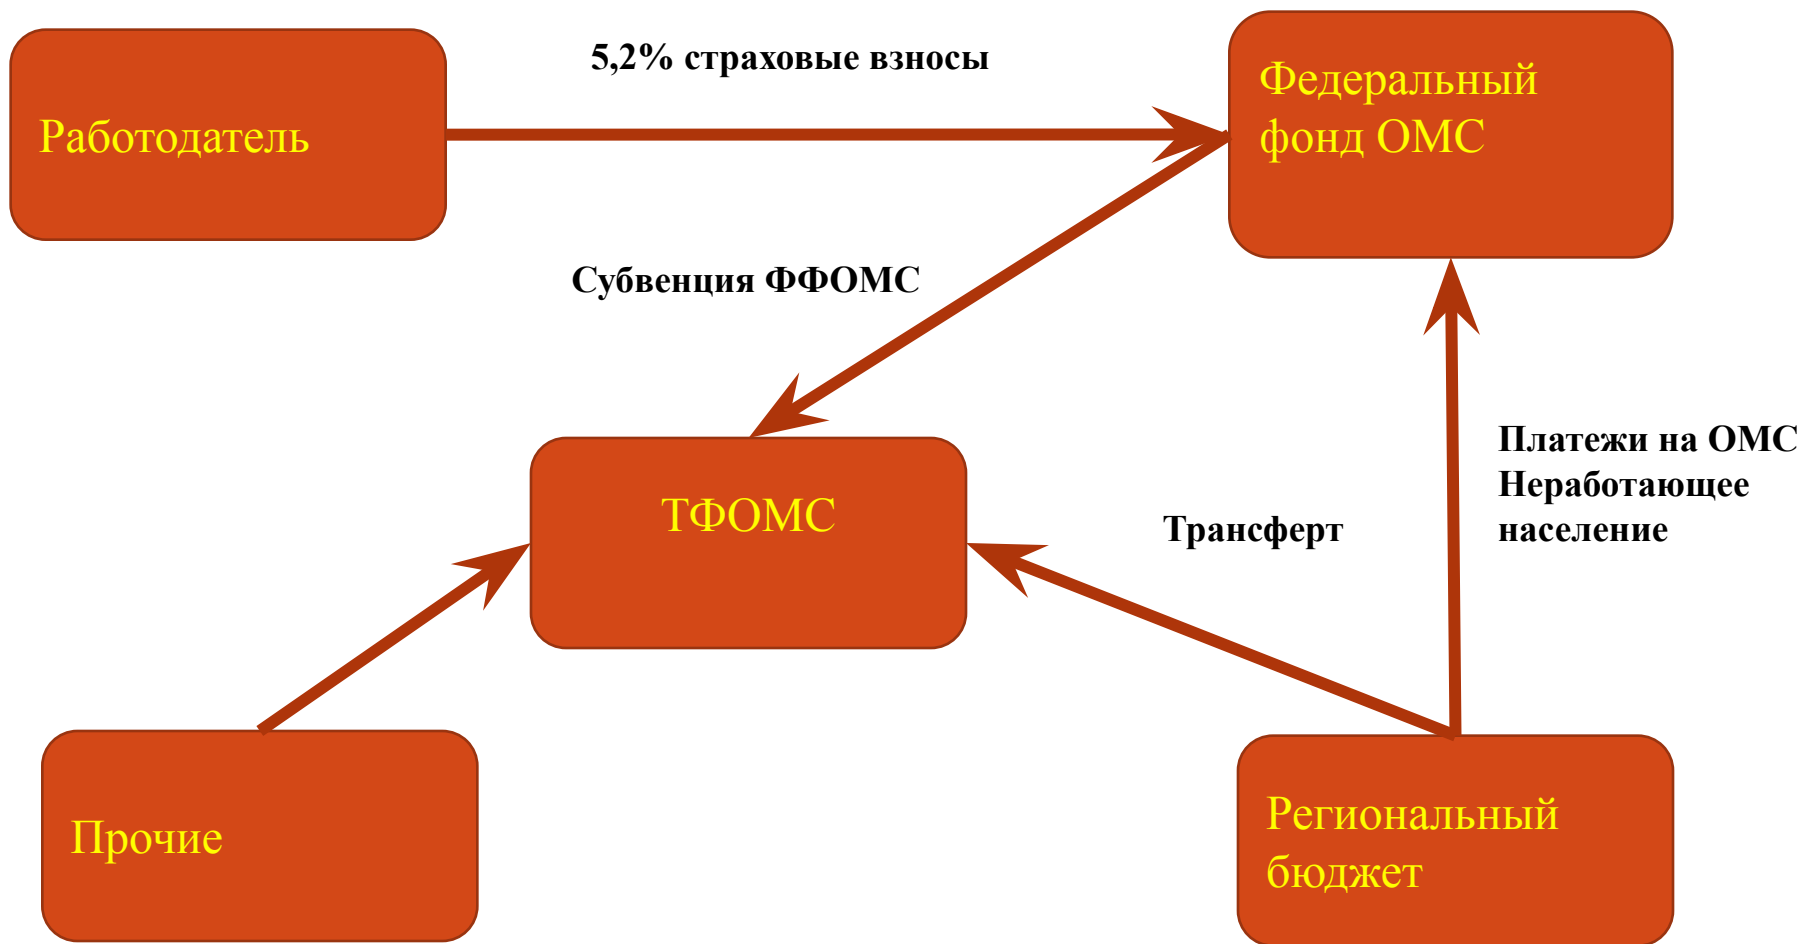 5,2% страховые взносы
Работодатель
Федеральный
фонд ОМС
Субвенция ФФОМС
ТФОМС
Трансферт
Платежи на ОМС
Неработающее
население
Прочие
Региональный
бюджет